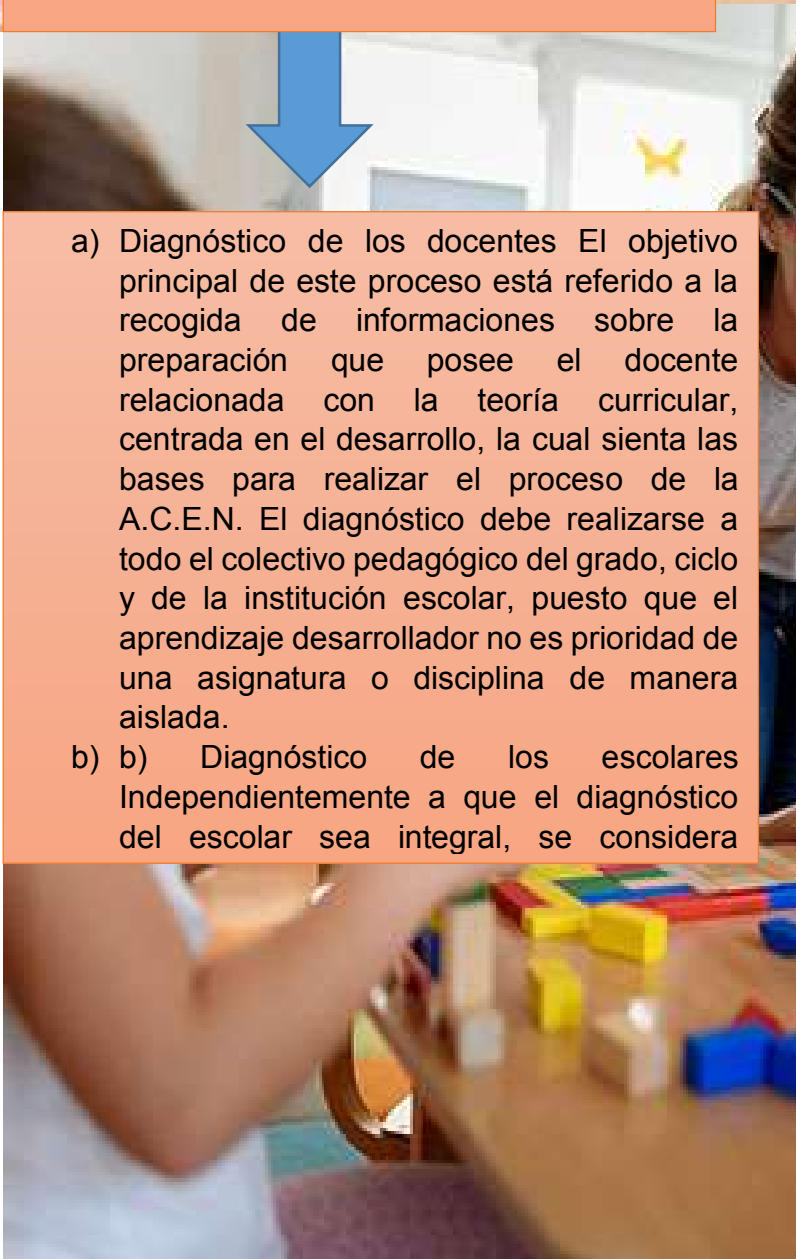 a) Diagnóstico de los docentes El objetivo
principal de este proceso está referido a la
recogida de informaciones sobre la
preparación que posee el docente
relacionada con la teoría curricular,
centrada en el desarrollo, la cual sienta las
bases para realizar el proceso de la
A.C.E.N. El diagnóstico debe realizarse a
todo el colectivo pedagógico del grado, ciclo
y de la institución escolar, puesto que el
aprendizaje desarrollador no es prioridad de
una asignatura o disciplina de manera
aislada.
b) b) Diagnóstico de los escolares
Independientemente a que el diagnóstico
del escolar sea integral, se considera